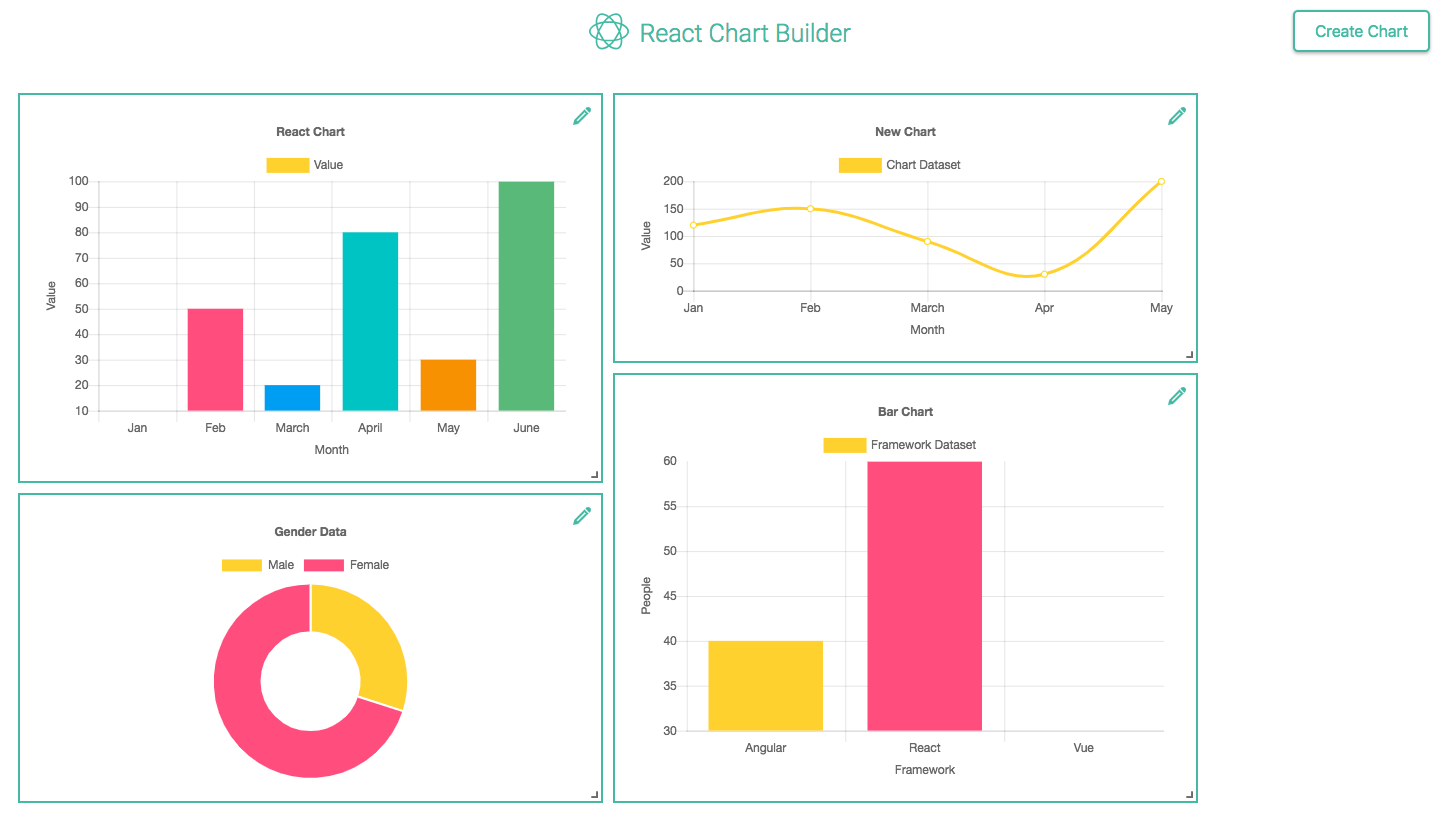 React Chart Builder
Create Chart
React Chart
Value
100
90
80
70
60
50
40
30
20
10
Value
Jan Feb March April May June
Month
New Chart
Chart Dataset
200
150
100
50
0
Value
Jan Feb March Apr May
Month
Gender Data
Male Female
Bar Chart
Framework Dataset
60
55
50
45
40
35
30
People
Angular React Vue
Framework